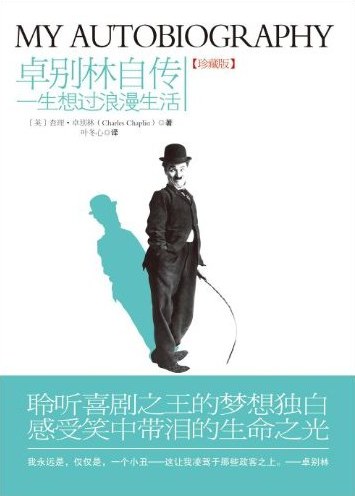 MY AUTOBIOGRAPHY
卓别林自传
【珍藏版】
一生想过浪漫生活
［英］查理·卓别林（Charles Chaplin）◎著
叶冬心◎译
聆听喜剧之王的梦想独白
感受笑中带泪的生命之光
我永远是，仅仅是，一个小丑——这让我凌驾于那些政客之上。——卓别林